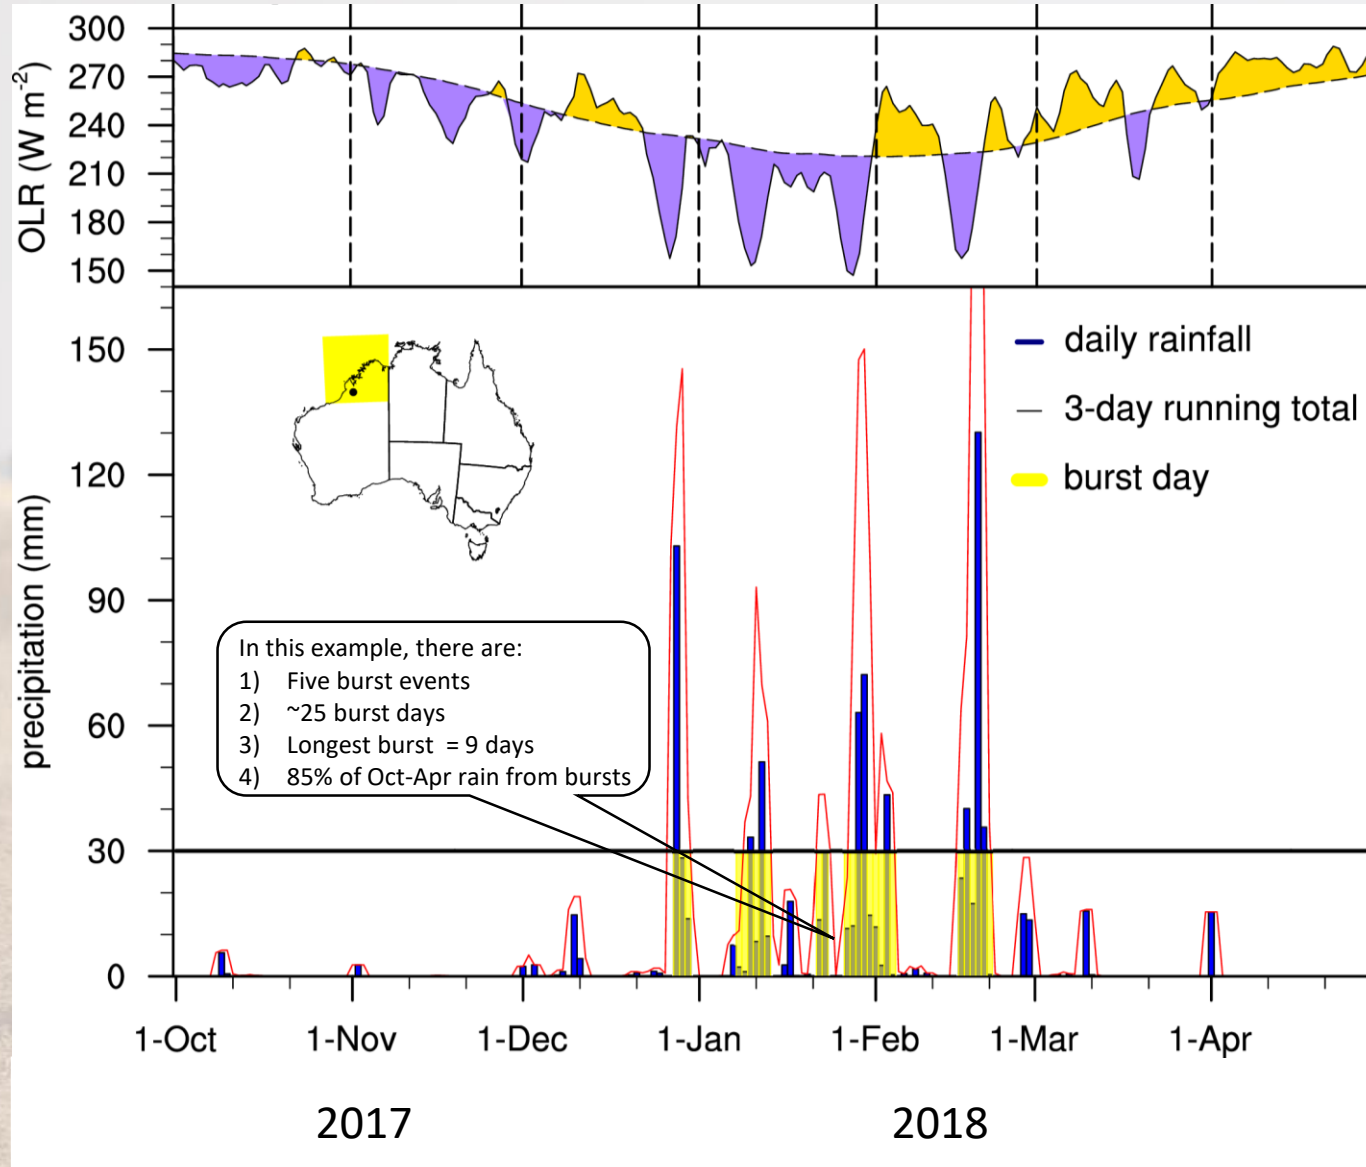 300
270
240
210
180
150
OLR (W m-2)
150
120
90
60
30
0
precipitation (mm)
daily rainfall
3-day running total
burst day
In this example, there are:
1) Five burst events
2) ~25 burst days
3) Longest burst = 9 days
4) 85% of Oct-Apr rain from bursts
1-Oct 1-Nov 1-Dec 1-Jan 1-Feb 1-Mar 1-Apr
2017 2018